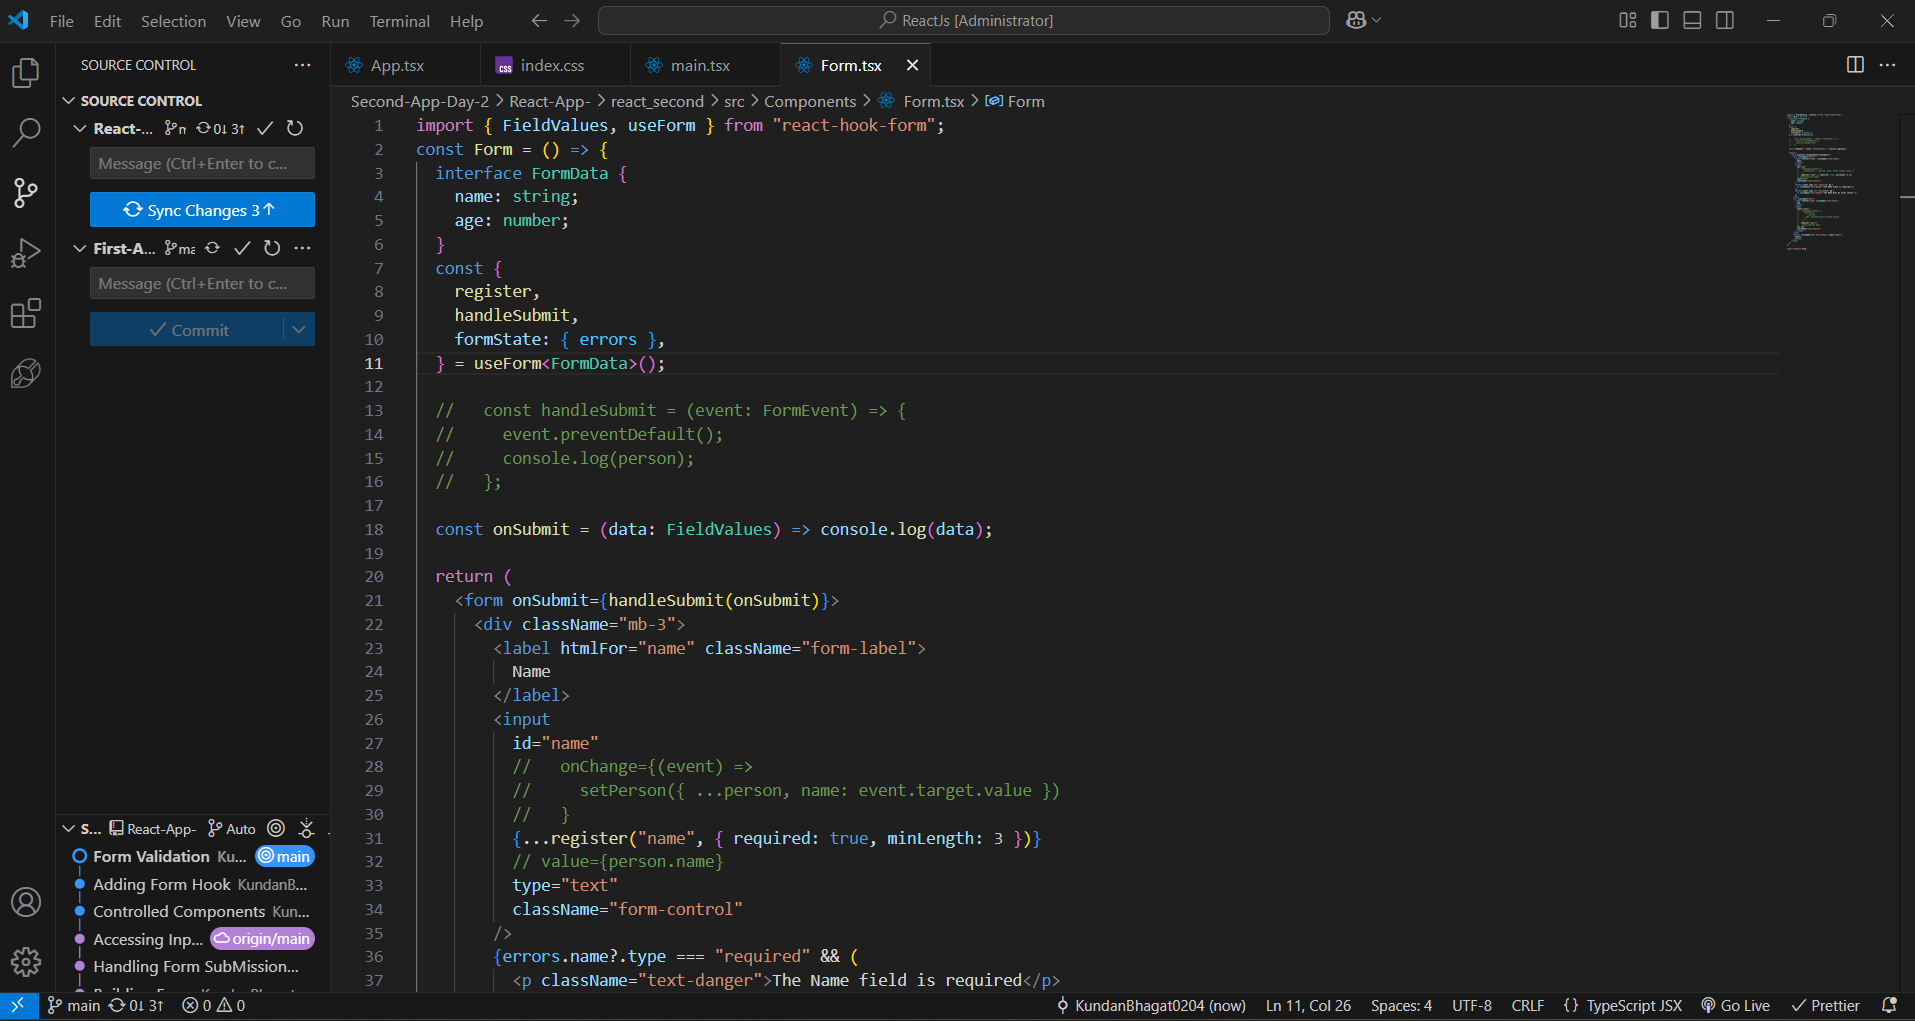 File Edit Selection View Go Run Terminal Help
ReactJs [Administrator]
SOURCE CONTROL
App.tsx
index.css
main.tsx
Form.tsx
SOURCE CONTROL
React-... 0↓ 3↑
Message (Ctrl+Enter to c...
Sync Changes 3↑
First-A... ma
Message (Ctrl+Enter to c...
Commit
Second-App-Day-2 > React-App- > react_second > src > Components > Form.tsx > Form
1 import { FieldValues, useForm } from "react-hook-form";
2 const Form = () => {
3 interface FormData {
4 name: string;
5 age: number;
6 }
7 const {
8 register,
9 handleSubmit,
10 formState: { errors },
11 } = useForm<FormData>();
12
13 // const handleSubmit = (event: FormEvent) => {
14 // event.preventDefault();
15 // console.log(person);
16 // };
17
18 const onSubmit = (data: FieldValues) => console.log(data);
19
20 return (
21 <form onSubmit={handleSubmit(onSubmit)}>
22 <div className="mb-3">
23 <label htmlFor="name" className="form-label">
24 Name
25 </label>
26 <input
27 id="name"
28 // onChange={(event) =>
29 // setPerson({ ...person, name: event.target.value })
30 // }
31 {...register("name", { required: true, minLength: 3 })}
32 // value={person.name}
33 type="text"
34 className="form-control"
35 />
36 {errors.name?.type === "required" && (
37 <p className="text-danger">The Name field is required</p>
S... React-App- Auto
Form Validation Ku... main
Adding Form Hook KundanB...
Controlled Components Kun...
Accessing Inp... origin/main
Handling Form SubMission...
main 0↓ 3↑ 0 0
KundanBhagat0204 (now) Ln 11, Col 26 Spaces: 4 UTF-8 CRLF {} TypeScript JSX Go Live Prettier